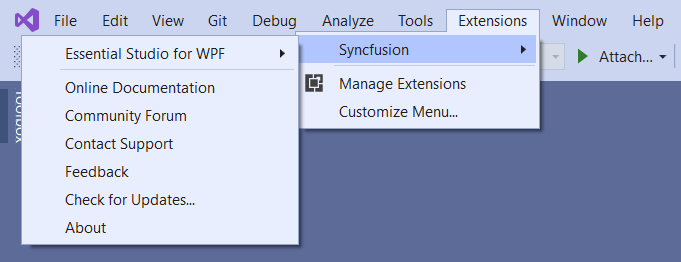 File Edit View Git Debug Analyze Tools Extensions Window Help
Essential Studio for WPF
Online Documentation
Community Forum
Contact Support
Feedback
Check for Updates...
About
Syncfusion
Manage Extensions
Customize Menu...
Attach...